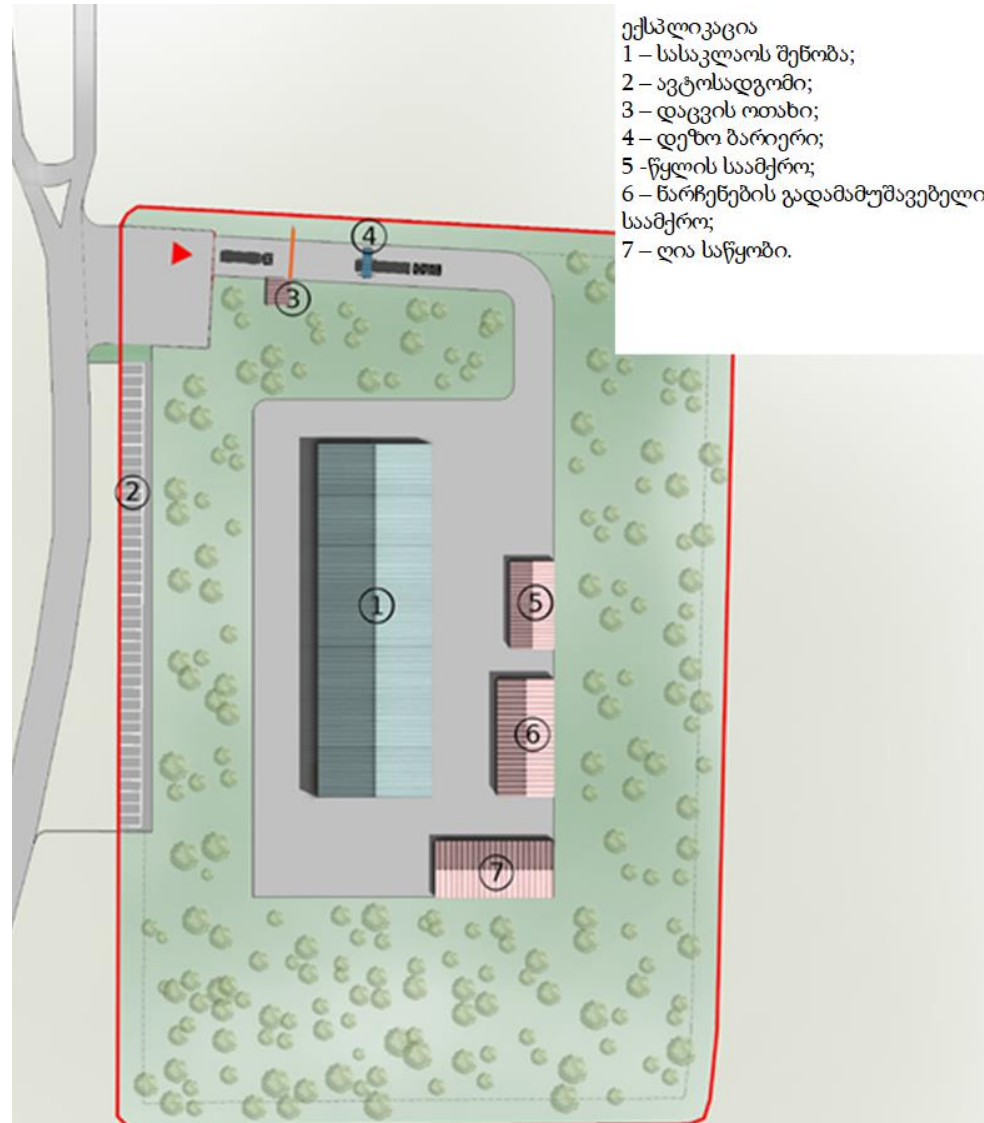 ექსპლიკაცია
1 – სასაკლაოს შენობა;
2 – ავტოსადგომი;
3 – დაცვის ოთახი;
4 – დეზო ბარიერი;
5 -წყლის საამქრო;
6 – ნარჩენების გადამამუშავებელი
საამქრო;
7 – ღია საწყობი.
4
3
2
1
5
6
7